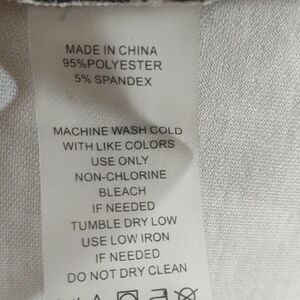 MADE IN CHINA
95%POLYESTER
5% SPANDEX
MACHINE WASH COLD
WITH LIKE COLORS
USE ONLY
NON-CHLORINE
BLEACH
IF NEEDED
TUMBLE DRY LOW
USE LOW IRON
IF NEEDED
DO NOT DRY CLEAN